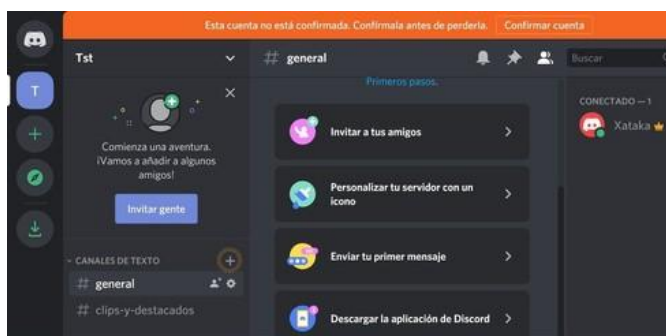 Esta cuenta no está confirmada. Confírmala antes de perderla. Confirmar cuenta
Tst
# general
Buscar
T
Primeros pasos.
Comienza una aventura.
¡Vamos a añadir a algunos
amigos!
Invitar gente
CANALES DE TEXTO
# general
# clips-y-destacados
Invitar a tus amigos
Personalizar tu servidor con un
icono
Enviar tu primer mensaje
Descargar la aplicación de Discord
CONECTADO — 1
Xataka